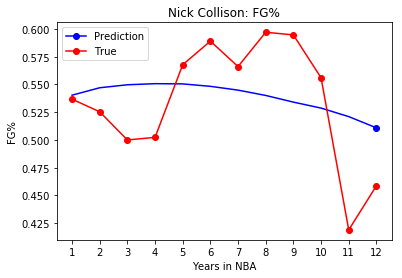 Nick Collison: FG%
Prediction
True
FG%
0.600
0.575
0.550
0.525
0.500
0.475
0.450
0.425
1 2 3 4 5 6 7 8 9 10 11 12
Years in NBA